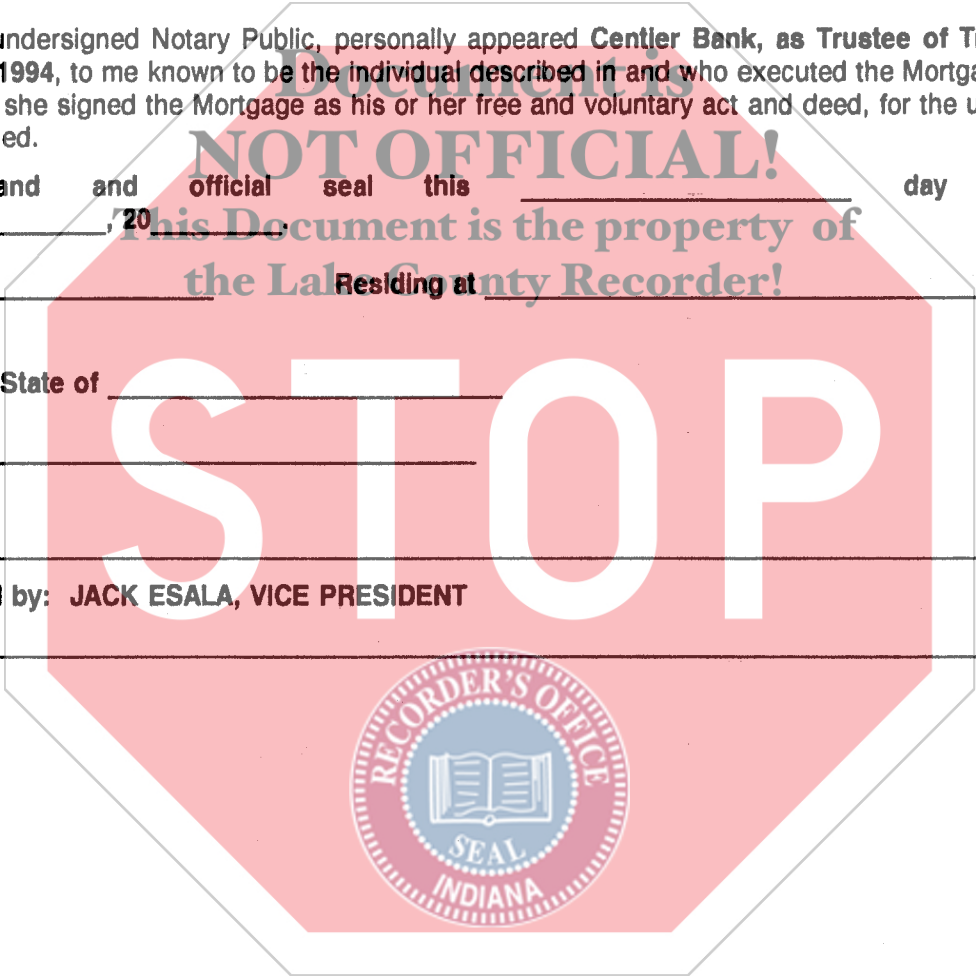 undersigned Notary Public, personally appeared Centier Bank, as Trustee of
1994, to me known to be the individual described in and who executed the
she signed the Mortgage as his or her free and voluntary act and deed, for the
ed.
and official seal this ____ day
, 20____.
Residing at
State of
by: JACK ESALA, VICE PRESIDENT
Document is
NOT OFFICIAL!
This Document is the property of
the Lake County Recorder!
STOP
RECORDER'S OFFICE
SEAL
INDIANA